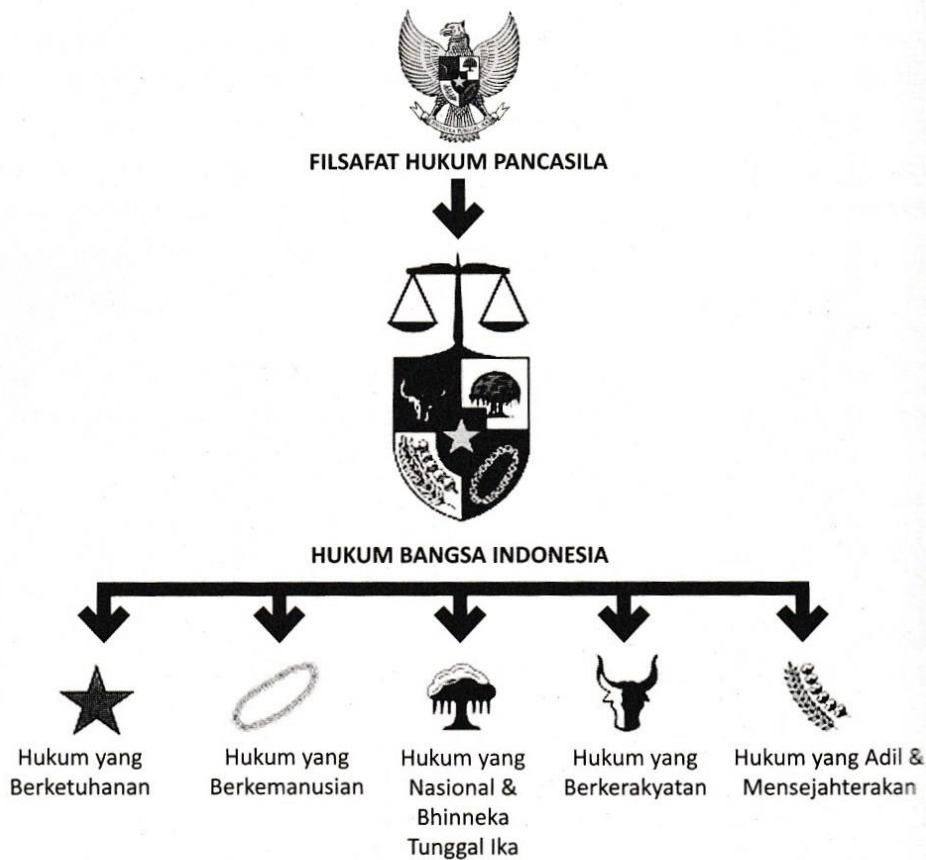 FILSAFAT HUKUM PANCASILA
HUKUM BANGSA INDONESIA
Hukum yang
Berketuhanan
Hukum yang
Berkemanusian
Hukum yang
Nasional &
Bhinneka
Tunggal Ika
Hukum yang
Berkerakyatan
Hukum yang Adil &
Mensejahterakan